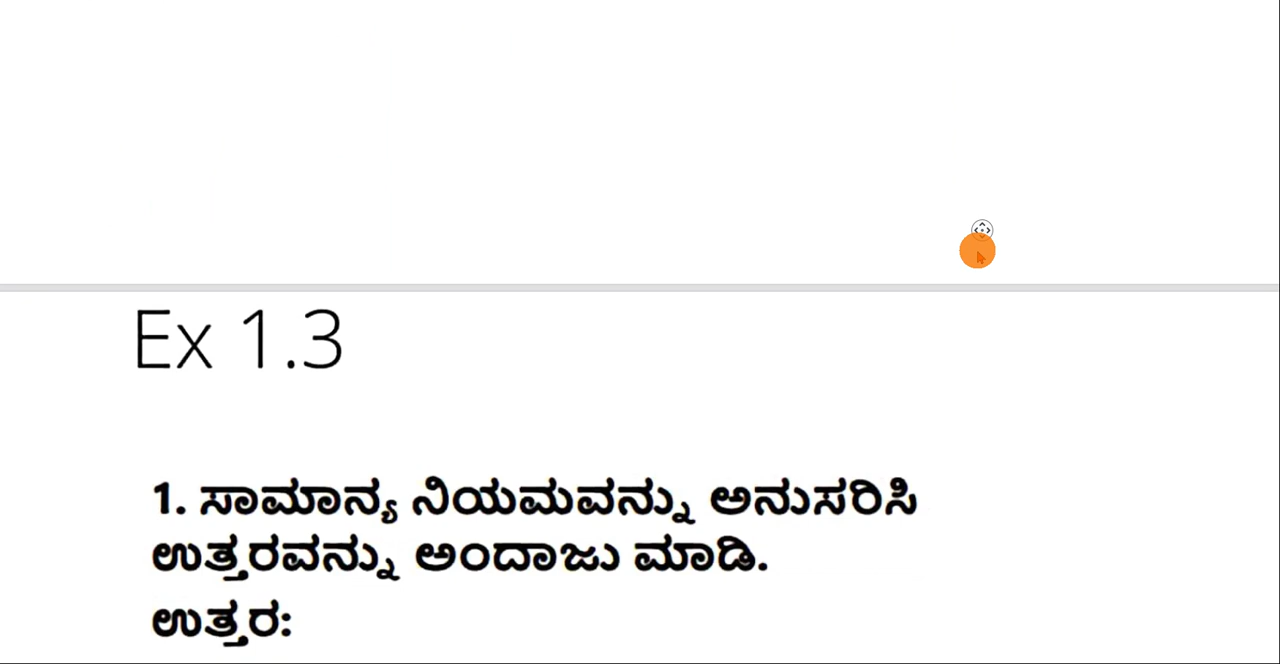 Ex 1.3
1. ಸಾಮಾನ್ಯ ನಿಯಮವನ್ನು ಅನುಸರಿಸಿ
ಉತ್ತರವನ್ನು ಅಂದಾಜು ಮಾಡಿ.
ಉತ್ತರ: